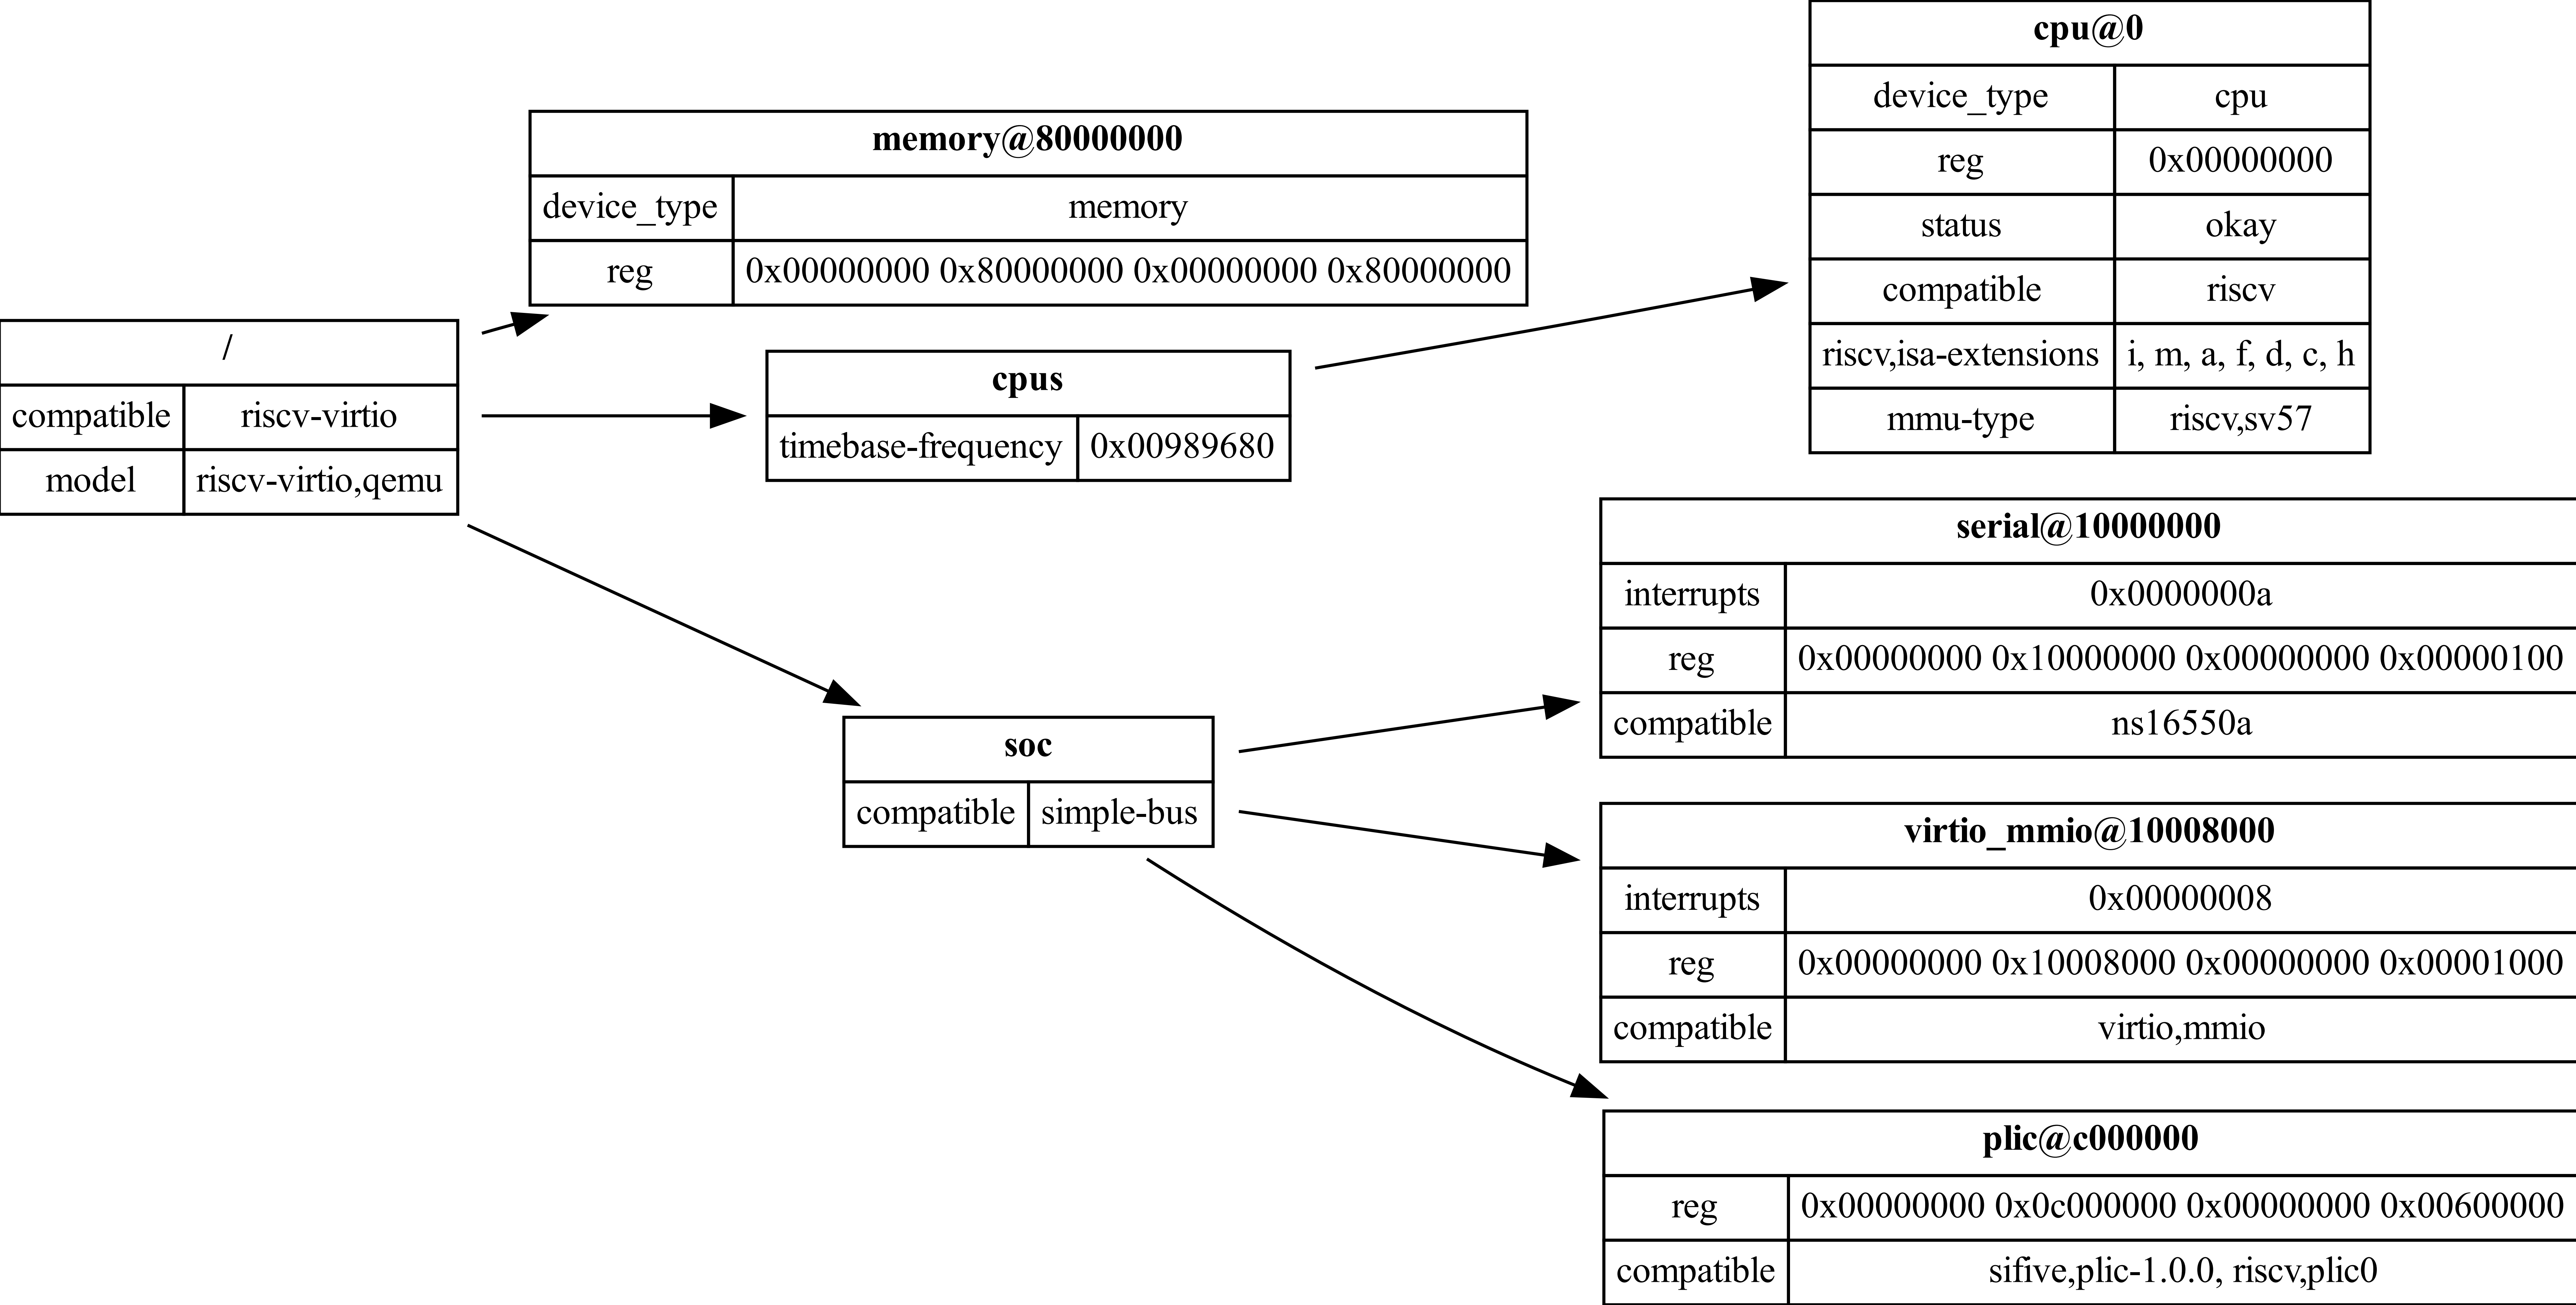 /
compatible riscv-virtio
model riscv-virtio,qemu
memory@80000000
device_type memory
reg 0x00000000 0x80000000 0x00000000 0x80000000
cpus
timebase-frequency 0x00989680
cpu@0
device_type cpu
reg 0x00000000
status okay
compatible riscv
riscv,isa-extensions i, m, a, f, d, c, h
mmu-type riscv,sv57
soc
compatible simple-bus
serial@10000000
interrupts 0x0000000a
reg 0x00000000 0x10000000 0x00000000 0x00000100
compatible ns16550a
virtio_mmio@10008000
interrupts 0x00000008
reg 0x00000000 0x10008000 0x00000000 0x00001000
compatible virtio,mmio
plic@c000000
reg 0x00000000 0x0c000000 0x00000000 0x00600000
compatible sifive,plic-1.0.0, riscv,plic0